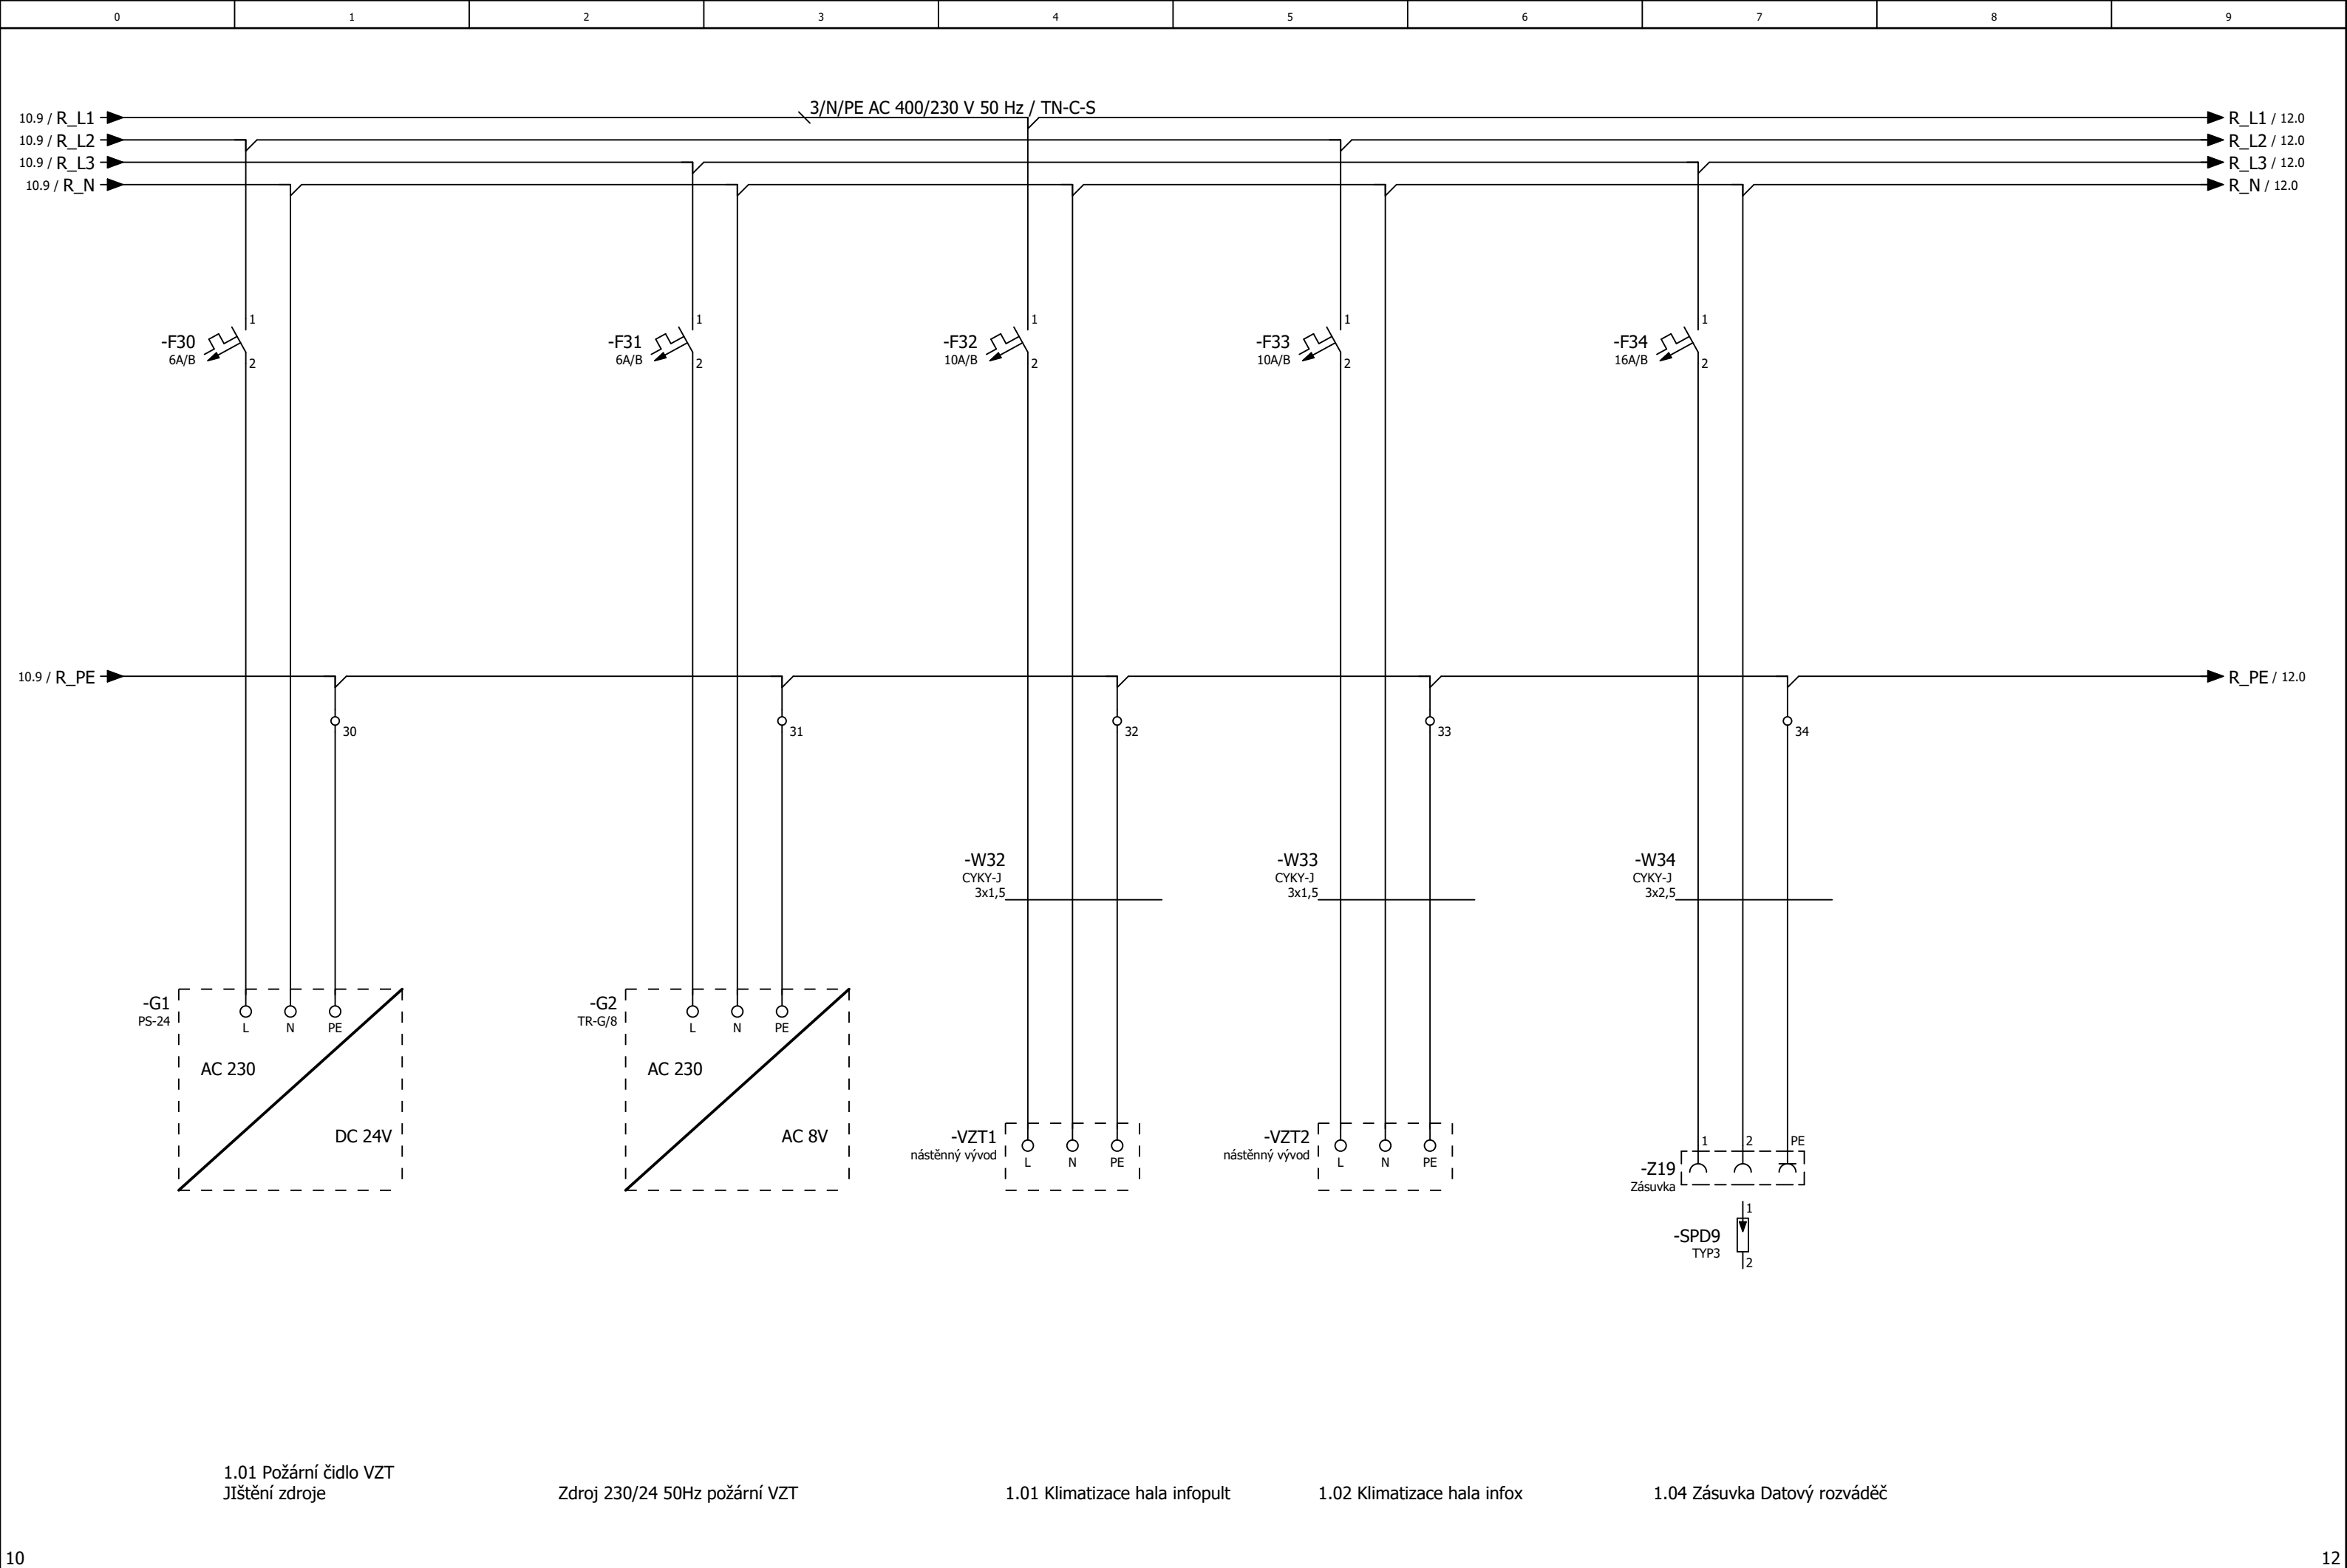 0 1 2 3 4 5 6 7 8 9
3/N/PE AC 400/230 V 50 Hz / TN-C-S
10.9 / R_L1 R_L1 / 12.0
10.9 / R_L2 R_L2 / 12.0
10.9 / R_L3 R_L3 / 12.0
10.9 / R_N R_N / 12.0
1 1 1 1 1
-F30 -F31 -F32 -F33 -F34
6A/B 6A/B 10A/B 10A/B 16A/B
2 2 2 2 2
10.9 / R_PE R_PE / 12.0
30 31 32 33 34
-W32 -W33 -W34
CYKY-J CYKY-J CYKY-J
3x1,5 3x1,5 3x2,5
-G1 -G2
PS-24 TR-G/8
L N PE L N PE
AC 230 AC 230
DC 24V AC 8V
-VZT1 -VZT2 1 2 PE
nástěnný vývod nástěnný vývod
L N PE L N PE
-Z19
Zásuvka
1
-SPD9
TYP3
2
1.01 Požární čidlo VZT
JIštění zdroje Zdroj 230/24 50Hz požární VZT 1.01 Klimatizace hala infopult 1.02 Klimatizace hala infox 1.04 Zásuvka Datový rozváděč
10 12